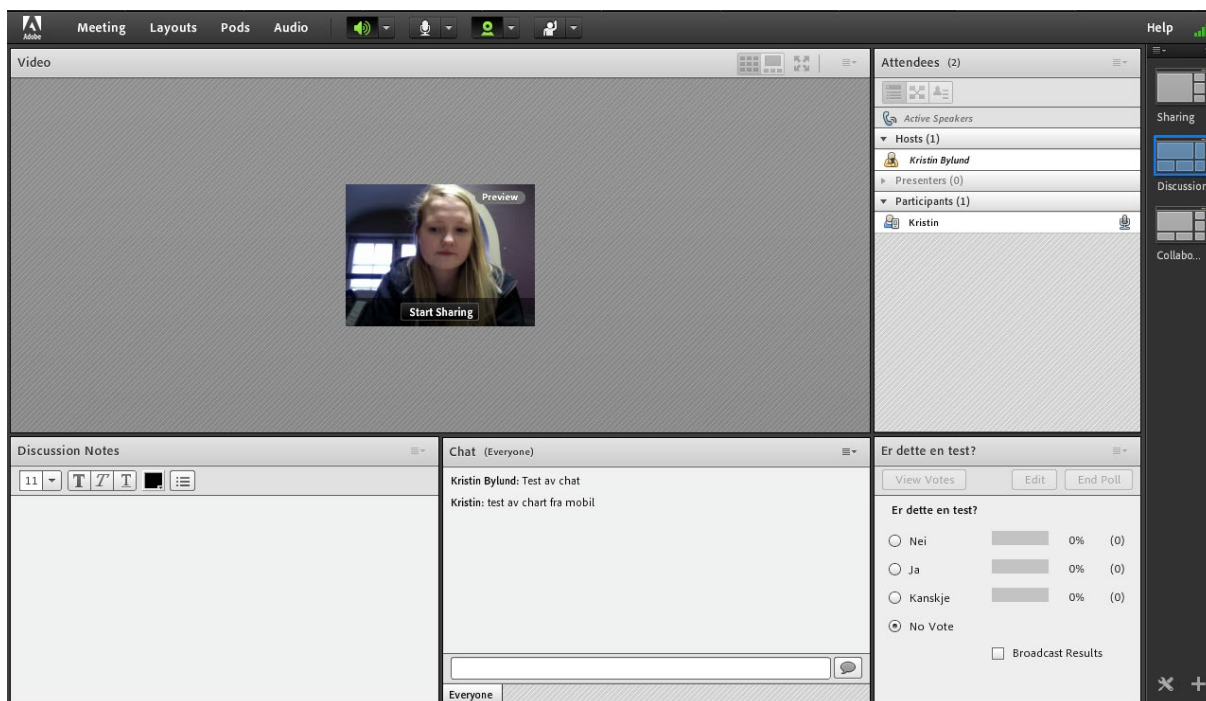 Adobe
Meeting Layouts Pods Audio Help
Video
Preview
Start Sharing
Attendees (2)
Active Speakers
Hosts (1)
Kristin Bylund
Presenters (0)
Participants (1)
Kristin
Sharing
Discussion
Collabo...
Discussion Notes
11 T T T
Chat (Everyone)
Kristin Bylund: Test av chat
Kristin: test av chart fra mobil
Everyone
Er dette en test?
View Votes Edit End Poll
Er dette en test?
Nei 0% (0)
Ja 0% (0)
Kanskje 0% (0)
No Vote
Broadcast Results